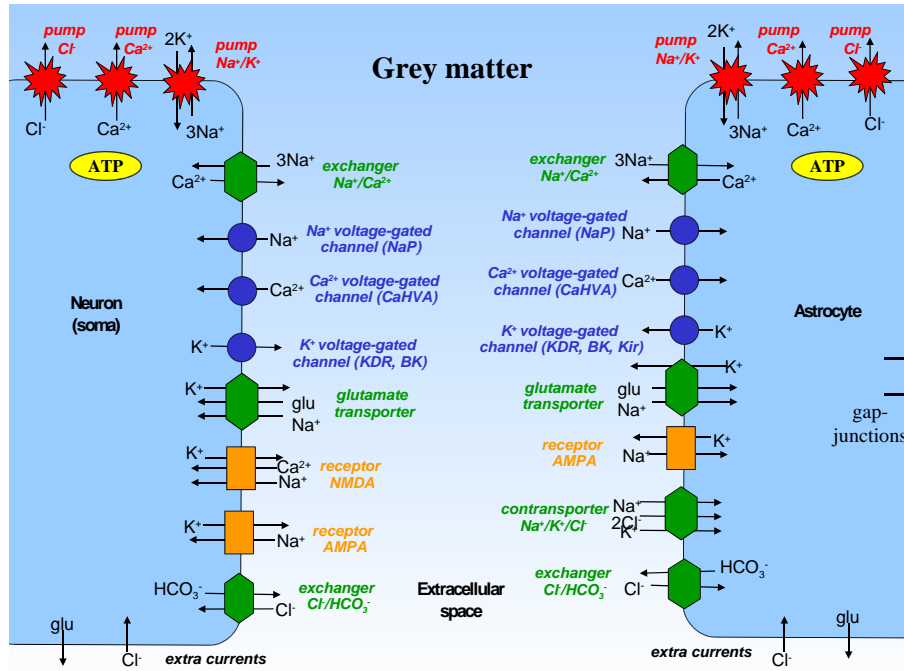 pump
Cl⁻
pump
Ca²⁺
2K⁺
pump
Na⁺/K⁺
Grey matter
pump
Na⁺/K⁺
2K⁺
pump
Ca²⁺
pump
Cl⁻
Cl⁻
Ca²⁺
3Na⁺
3Na⁺
Ca²⁺
Cl⁻
ATP
3Na⁺
Ca²⁺
exchanger
Na⁺/Ca²⁺
exchanger
Na⁺/Ca²⁺
3Na⁺
Ca²⁺
ATP
Na⁺
Na⁺ voltage-gated
channel (NaP)
Na⁺ voltage-gated
channel (NaP)
Na⁺
Neuron
(soma)
Ca²⁺
Ca²⁺ voltage-gated
channel (CaHVA)
Ca²⁺ voltage-gated
channel (CaHVA)
Ca²⁺
Astrocyte
K⁺
K⁺ voltage-gated
channel (KDR, BK)
K⁺ voltage-gated
channel (KDR, BK, Kir)
K⁺
K⁺
glu
Na⁺
glutamate
transporter
glutamate
transporter
K⁺
glu
Na⁺
gap-
junctions
K⁺
Ca²⁺
Na⁺
receptor
NMDA
receptor
AMPA
K⁺
Na⁺
K⁺
Na⁺
receptor
AMPA
contransporter
Na⁺/K⁺/Cl⁻
Na⁺
2Cl⁻
K⁺
HCO₃⁻
Cl⁻
exchanger
Cl⁻/HCO₃⁻
Extracellular
space
exchanger
Cl⁻/HCO₃⁻
HCO₃⁻
Cl⁻
glu
Cl⁻
extra currents
extra currents
Cl⁻
glu